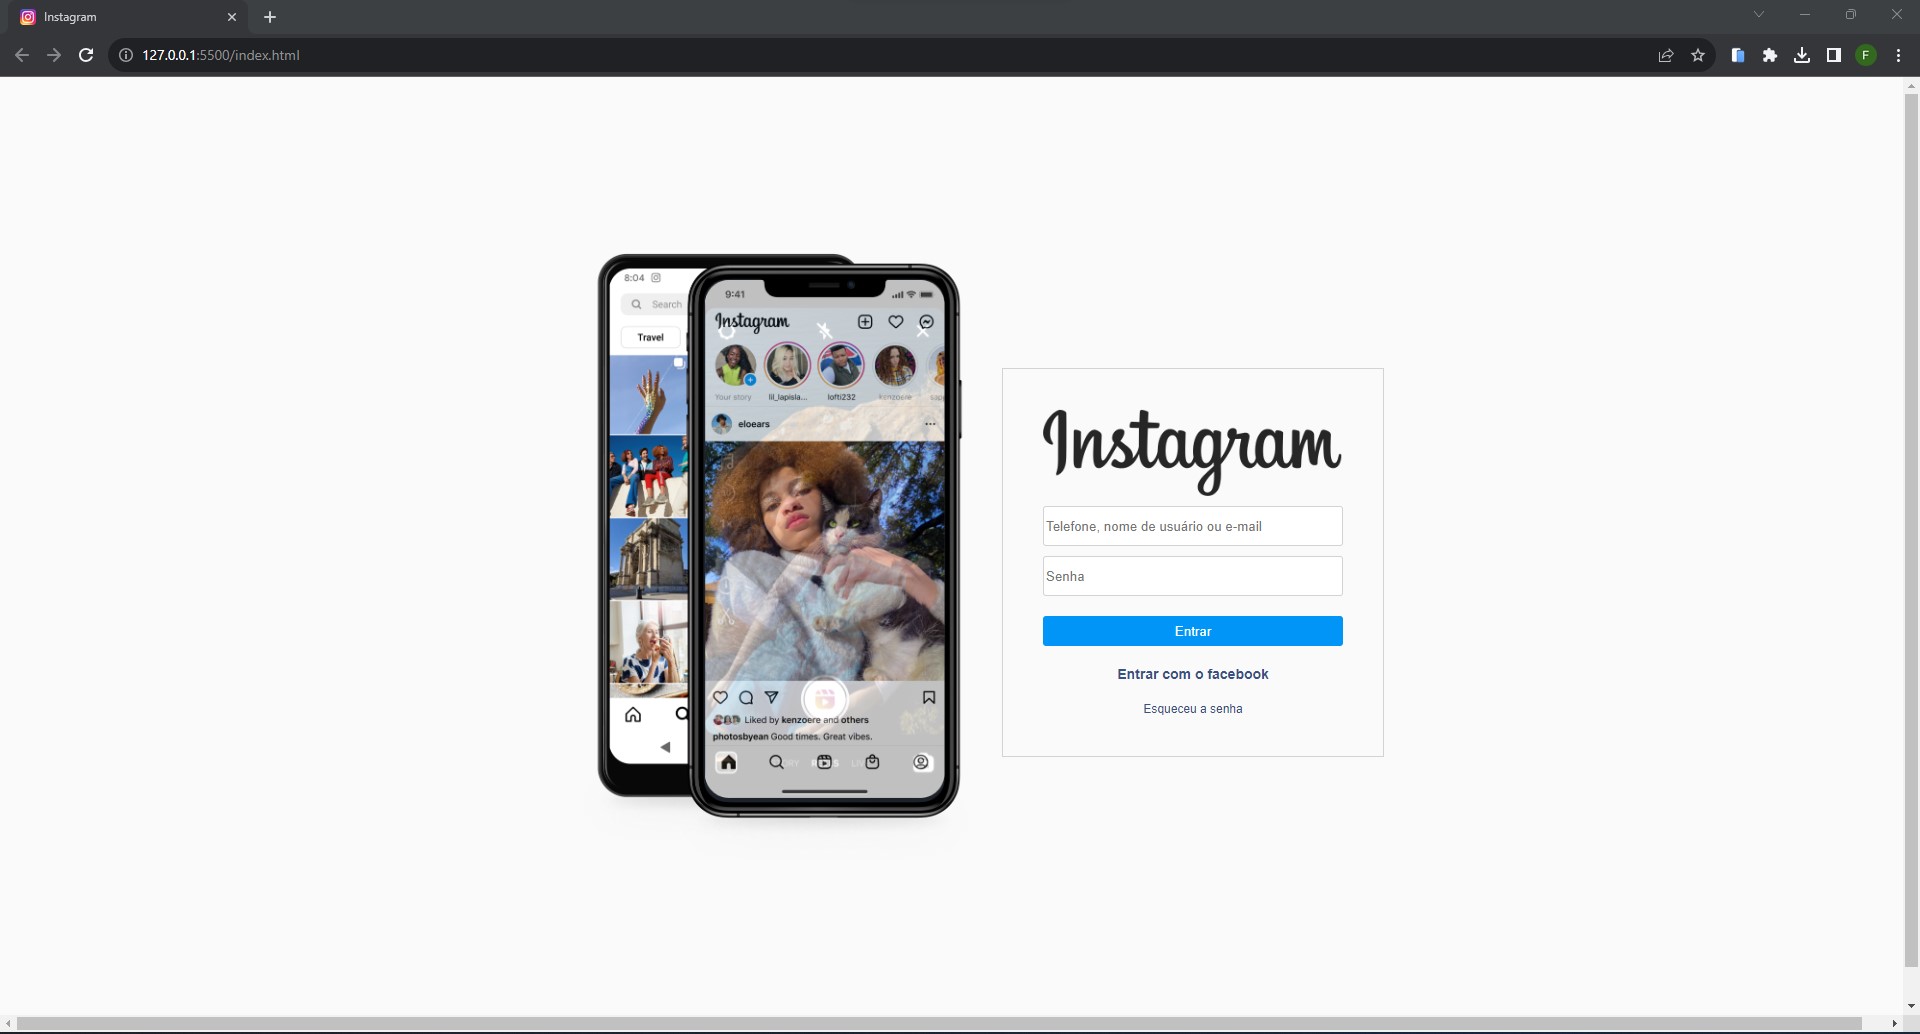 Instagram
127.0.0.1:5500/index.html
F
8:04
Search
Travel
9:41
Instagram
Your story
lil_lapisla...
lofti232
kenzoere
eloears
Liked by kenzoere and others
photosbyean Good times. Great vibes.
Instagram
Telefone, nome de usuário ou e-mail
Senha
Entrar
Entrar com o facebook
Esqueceu a senha